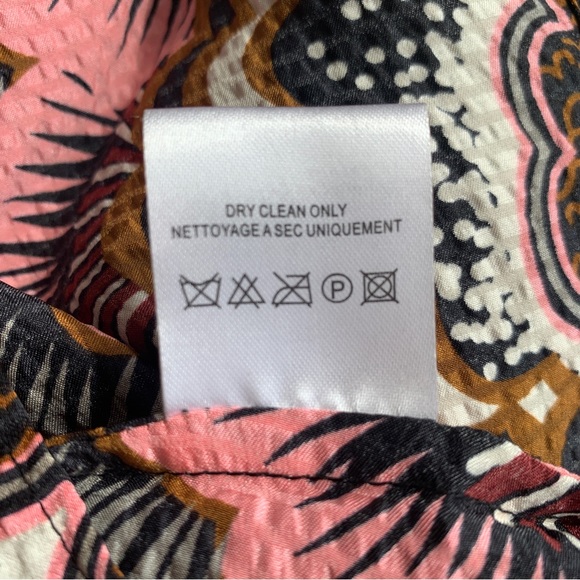 DRY CLEAN ONLY
NETTOYAGE A SEC UNIQUEMENT
P